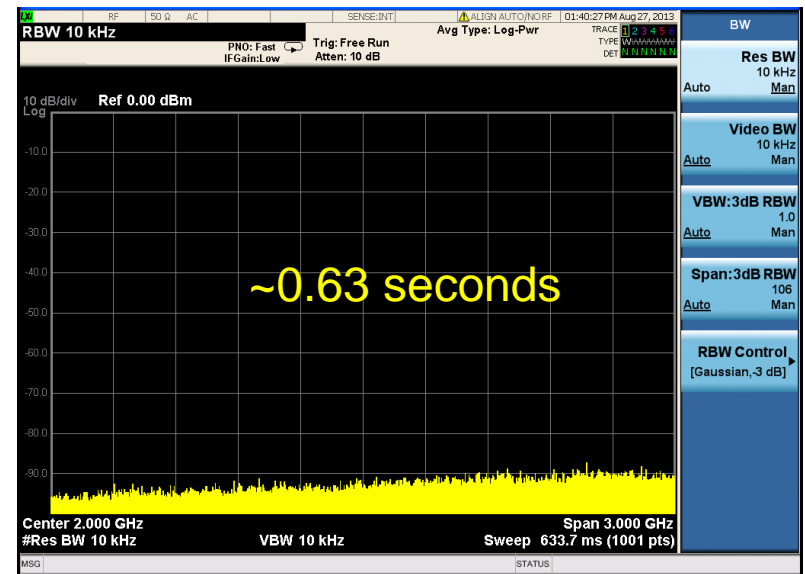 LXI RF 50 Ω AC SENSE:INT ALIGN AUTO/NO RF 01:40:27 PM Aug 27, 2013
RBW 10 kHz
PNO: Fast
IFGain:Low
Trig: Free Run
Atten: 10 dB
Avg Type: Log-Pwr
TRACE 1 2 3 4 5 6
TYPE WWWWWW
DET N N N N N N
10 dB/div Ref 0.00 dBm
Log
-10.0
-20.0
-30.0
-40.0
-50.0
-60.0
-70.0
-80.0
-90.0
~0.63 seconds
Center 2.000 GHz Span 3.000 GHz
#Res BW 10 kHz VBW 10 kHz Sweep 633.7 ms (1001 pts)
MSG STATUS
BW
Res BW
10 kHz
Auto Man
Video BW
10 kHz
Auto Man
VBW:3dB RBW
1.0
Auto Man
Span:3dB RBW
106
Auto Man
RBW Control
[Gaussian,-3 dB]